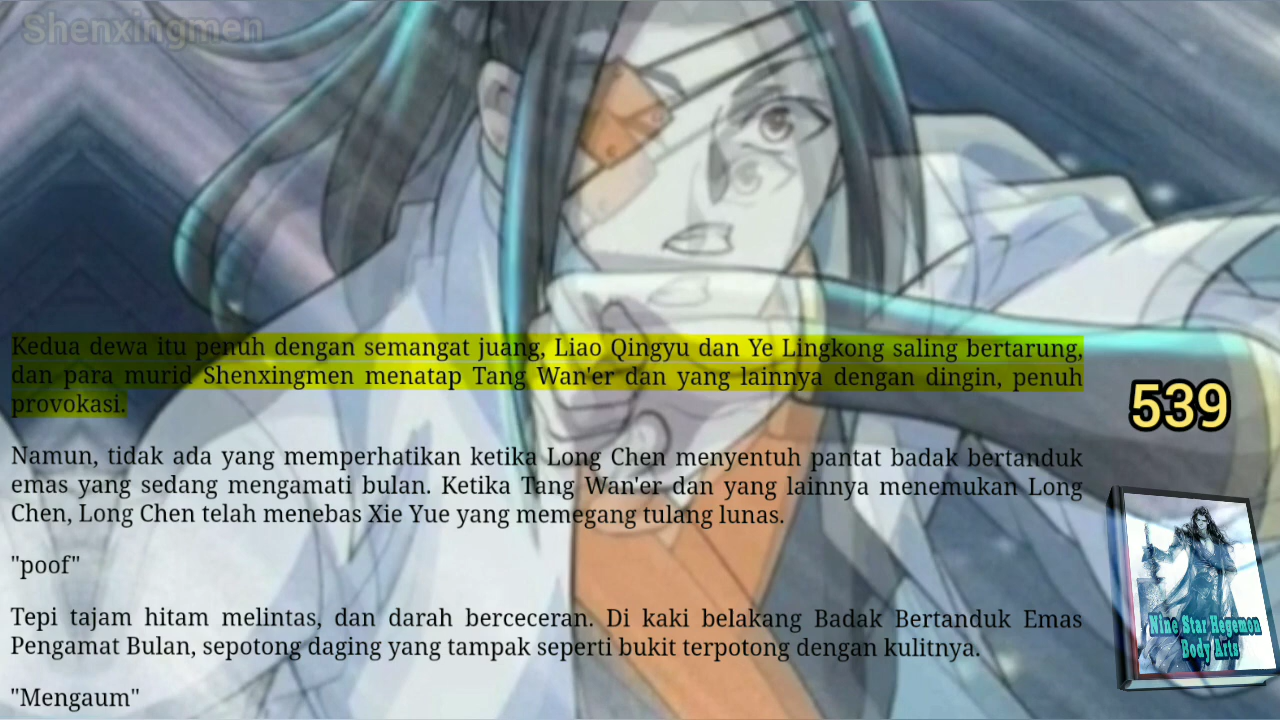 Shenxingmen
Kedua dewa itu penuh dengan semangat juang, Liao Qingyu dan Ye Lingkong saling bertarung,
dan para murid Shenxingmen menatap Tang Wan'er dan yang lainnya dengan dingin, penuh
provokasi.
Namun, tidak ada yang memperhatikan ketika Long Chen menyentuh pantat badak bertanduk
emas yang sedang mengamati bulan. Ketika Tang Wan'er dan yang lainnya menemukan Long
Chen, Long Chen telah menebas Xie Yue yang memegang tulang lunas.
"poof"
Tepi tajam hitam melintas, dan darah berceceran. Di kaki belakang Badak Bertanduk Emas
Pengamat Bulan, sepotong daging yang tampak seperti bukit terpotong dengan kulitnya.
"Mengaum"
539
Nine Star Hegemon
Body Arts